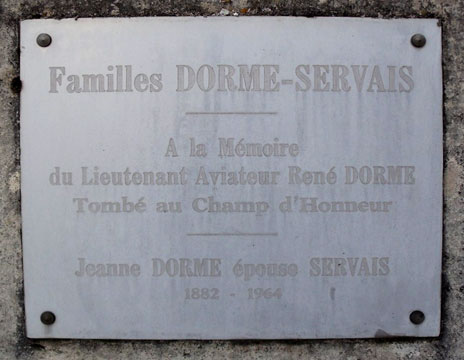 Familles DORME-SERVAIS
A la Mémoire
du Lieutenant Aviateur René DORME
Tombé au Champ d'Honneur
Jeanne DORME épouse SERVAIS
1882 - 1964